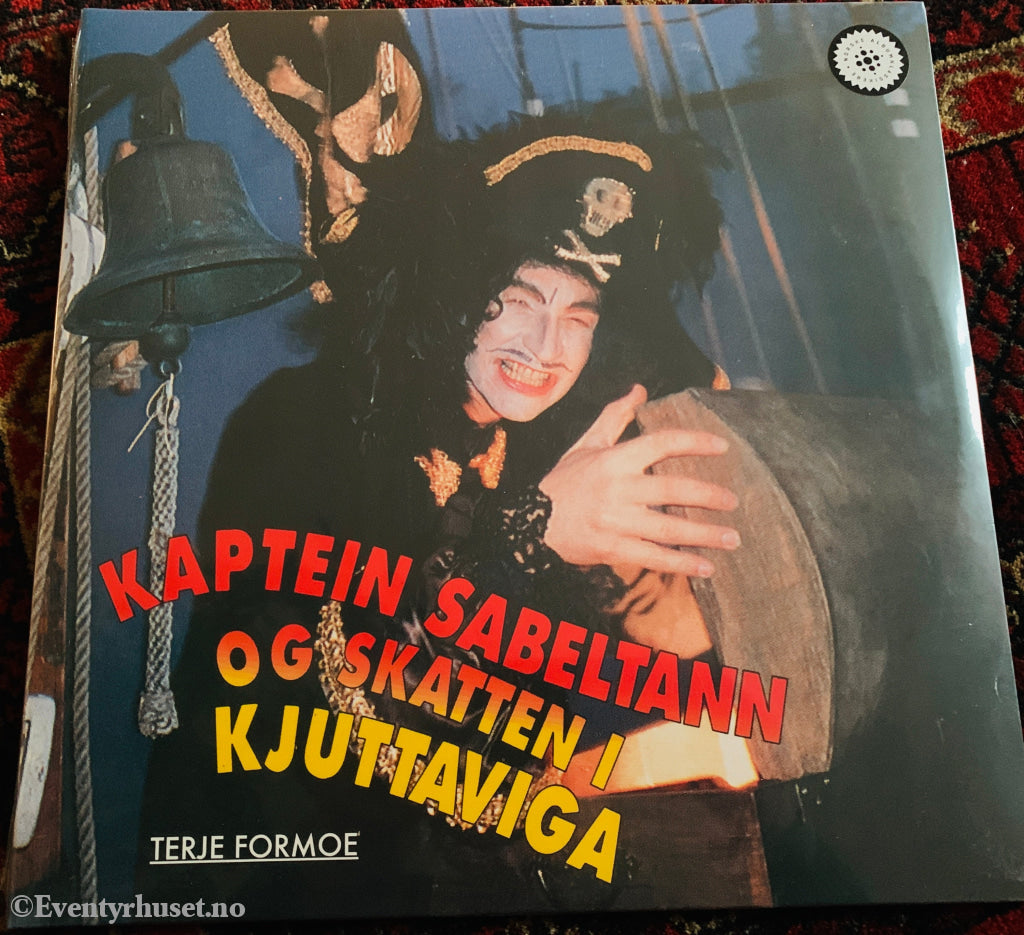 KAPTEIN SABELTANN
OG SKATTEN I
KJUTTAVIGA
TERJE FORMOE
©Eventyrhuset.no